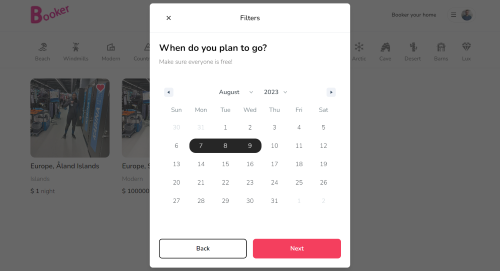 Booker
Filters
Booker your home
When do you plan to go?
Make sure everyone is free!
Beach
Windmills
Modern
Arctic
Cave
Desert
Barns
Lux
August
2023
Sun Mon Tue Wed Thu Fri Sat
30 31 1 2 3 4 5
6 7 8 9 10 11 12
13 14 15 16 17 18 19
20 21 22 23 24 25 26
27 28 29 30 31 1 2
Europe, Åland Islands
$ 1 night
Europe,
$ 100000
Back
Next